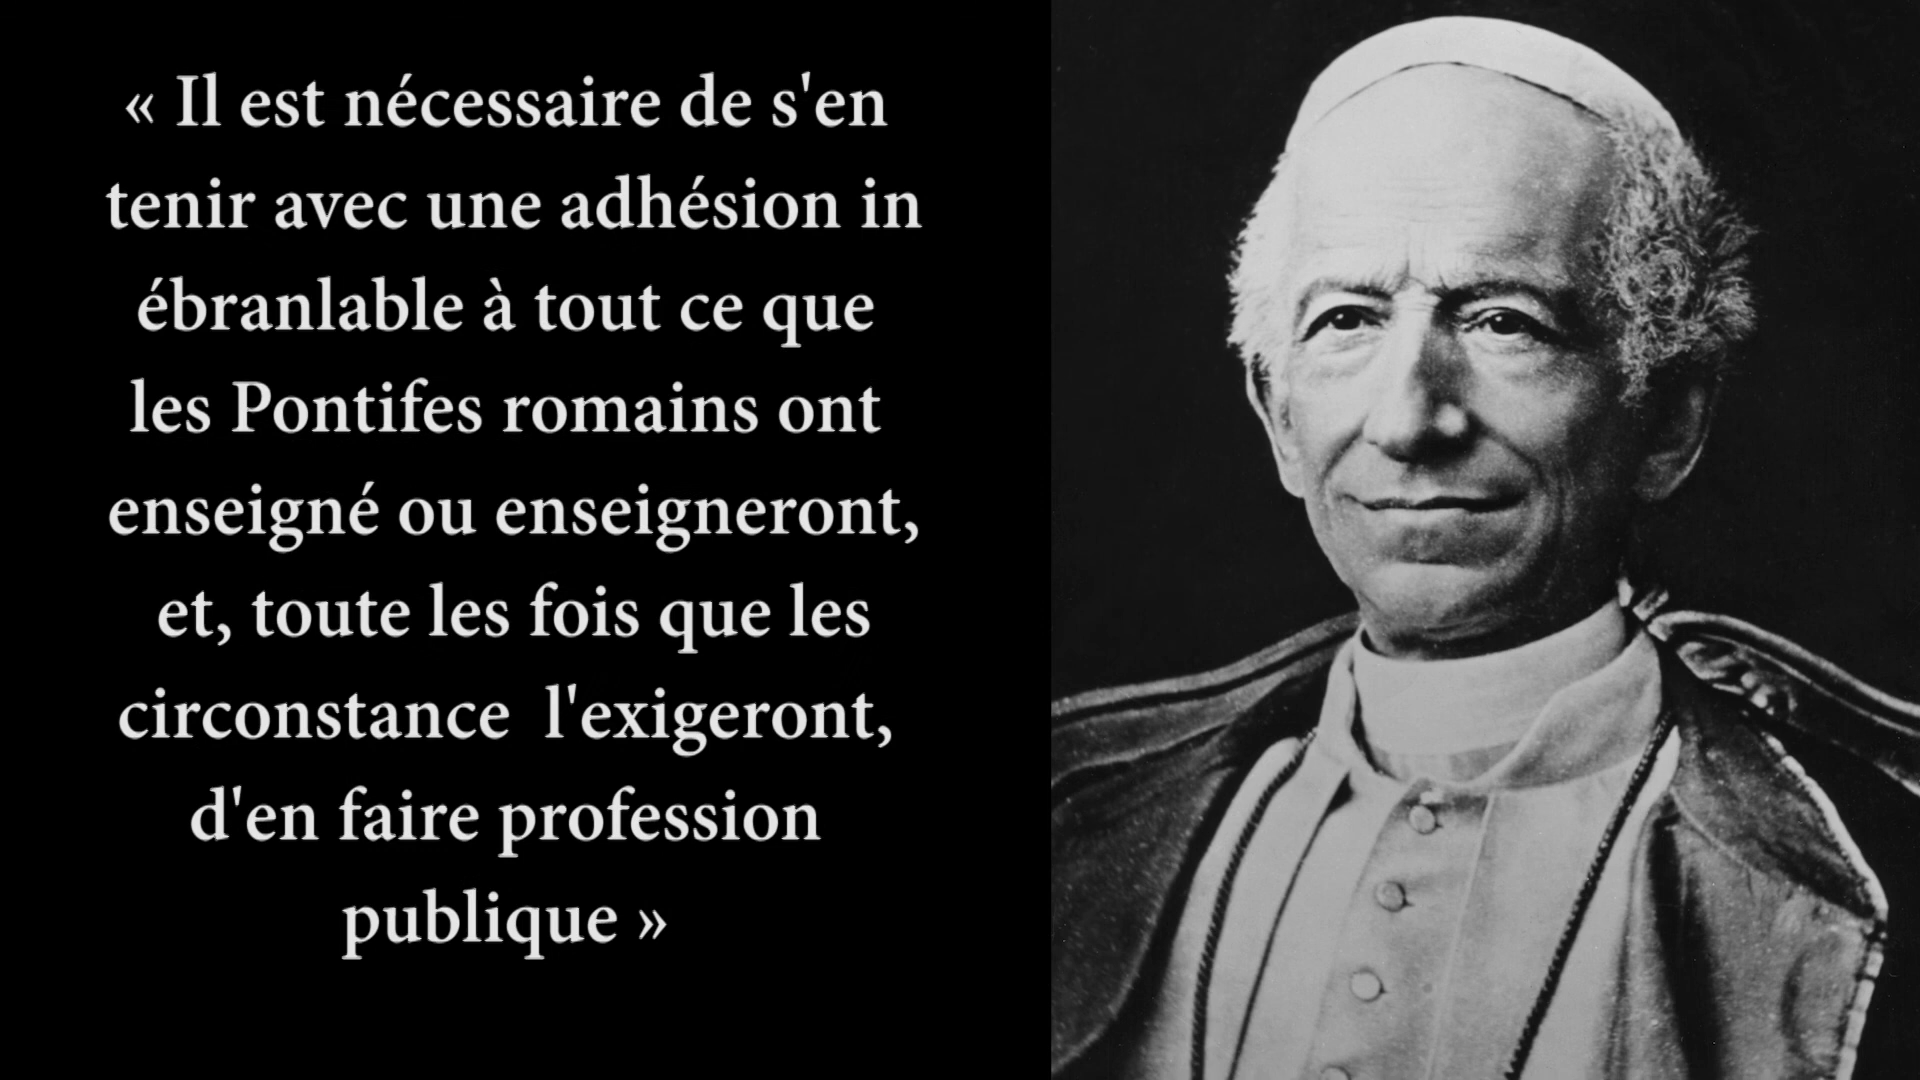 « Il est nécessaire de s'en
tenir avec une adhésion in
ébranlable à tout ce que
les Pontifes romains ont
enseigné ou enseigneront,
et, toute les fois que les
circonstance  l'exigeront,
d'en faire profession
publique »